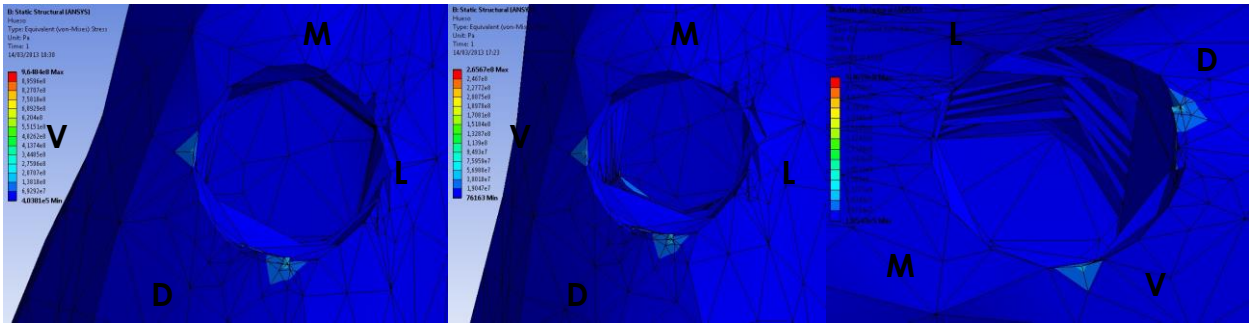 B: Static Structural (ANSYS)
Hueso
Type: Equivalent (von-Mises) Stress
Unit: Pa
Time: 1
14/03/2013 18:30
9,6484e8 Max
8,9596e8
8,2707e8
7,5818e8
6,8929e8
6,204e8
5,5151e8
4,8262e8
4,1374e8
3,4485e8
2,7596e8
2,0707e8
1,3818e8
6,9292e7
4,0381e5 Min
M
V
L
D
B: Static Structural (ANSYS)
Hueso
Type: Equivalent (von-Mises) Stress
Unit: Pa
Time: 1
14/03/2013 17:23
2,6567e8 Max
2,467e8
2,2772e8
2,0875e8
1,8978e8
1,7081e8
1,5184e8
1,3287e8
1,139e8
9,493e7
7,5959e7
5,6988e7
3,8018e7
1,9047e7
76163 Min
M
V
L
D
L
D
M
V